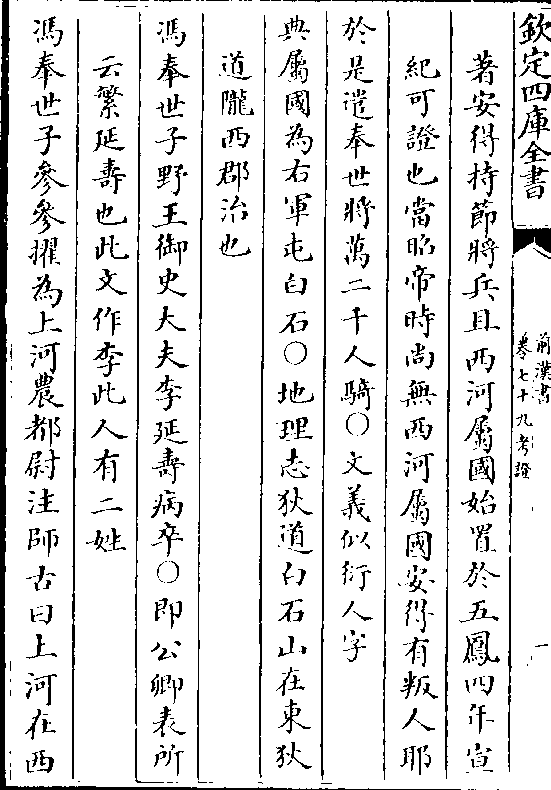 欽定四庫全書
前漢書
卷七十九考證
一
著安得持節將兵且西河屬國始置於五鳳四年宣
紀可證也當昭帝時尚無西河屬國安得有叛人耶
於是遣奉世將萬二千人騎○文義似衍人字
典屬國為右軍屯白石○地理志狄道白石山在東狄
道隴西郡治也
馮奉世子野王御史大夫李延壽病卒○即公卿表所
云繁延壽也此文作李此人有二姓
馮奉世子參參擢為上河農都尉注師古曰上河在西